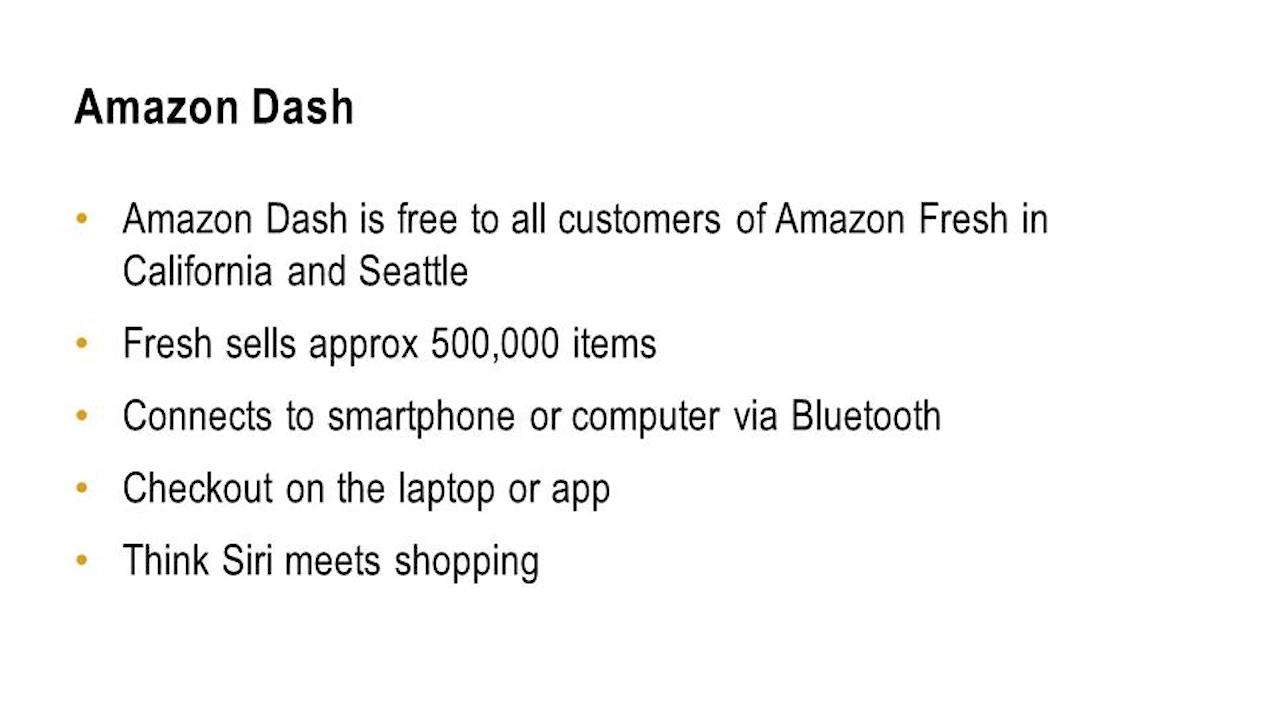 Amazon Dash
• Amazon Dash is free to all customers of Amazon Fresh in
California and Seattle
• Fresh sells approx 500,000 items
• Connects to smartphone or computer via Bluetooth
• Checkout on the laptop or app
• Think Siri meets shopping